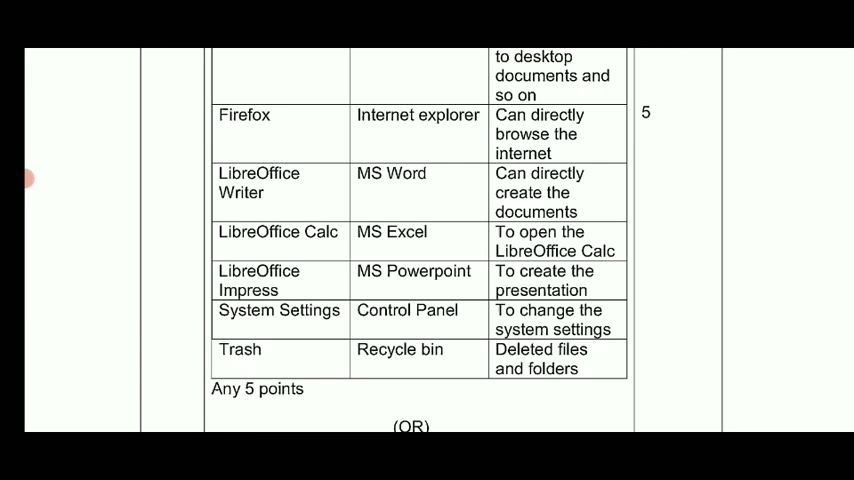 to desktop
documents and
so on
Firefox Internet explorer Can directly
browse the
internet
5
LibreOffice MS Word Can directly
Writer create the
documents
LibreOffice Calc MS Excel To open the
LibreOffice Calc
LibreOffice MS Powerpoint To create the
Impress presentation
System Settings Control Panel To change the
system settings
Trash Recycle bin Deleted files
and folders
Any 5 points
(OR)